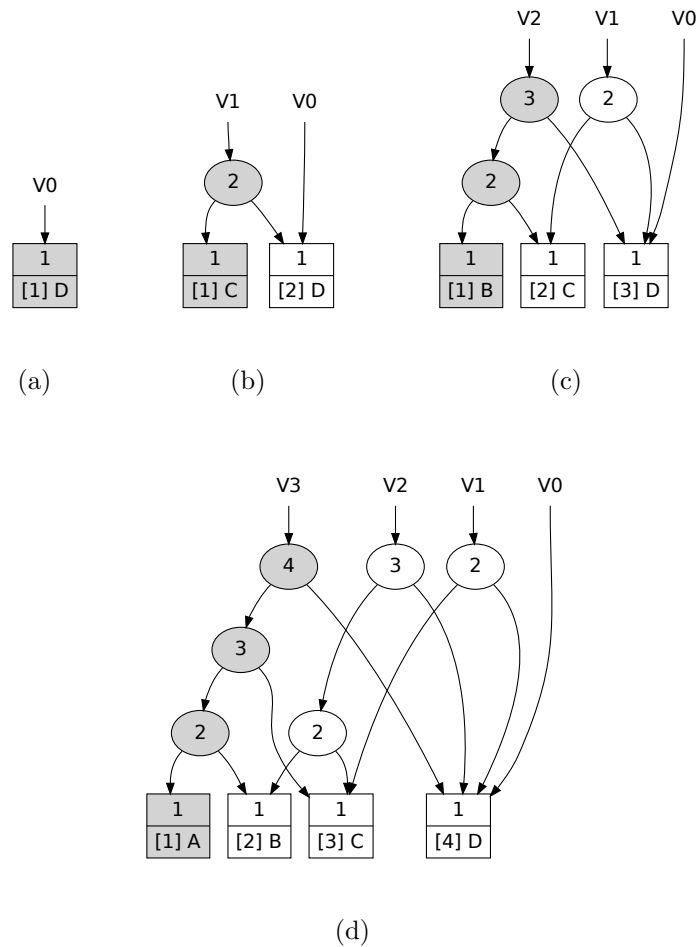 V0
1
[1] D
(a)
V1 V0
2
1 1
[1] C [2] D
(b)
V2 V1 V0
3 2
2
1 1 1
[1] B [2] C [3] D
(c)
V3 V2 V1 V0
4 3 2
3
2 2
1 1 1 1
[1] A [2] B [3] C [4] D
(d)